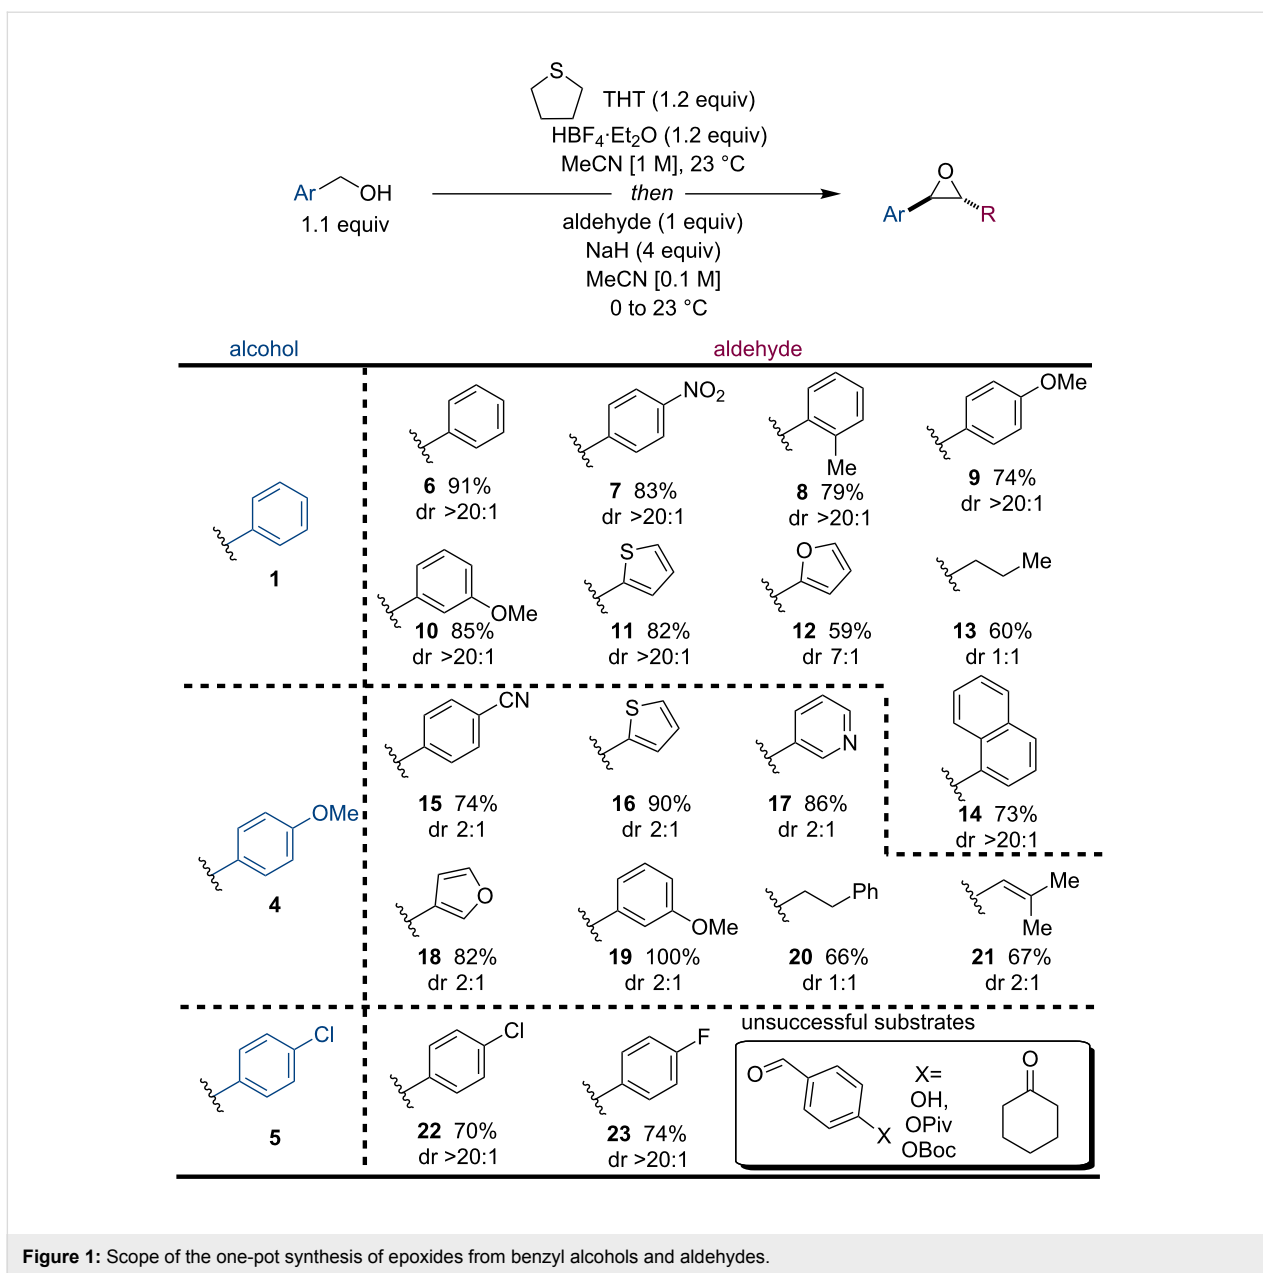 S
THT (1.2 equiv)
HBF₄·Et₂O (1.2 equiv)
MeCN [1 M], 23 °C
Ar OH
then
O
Ar R
1.1 equiv
aldehyde (1 equiv)
NaH (4 equiv)
MeCN [0.1 M]
0 to 23 °C
alcohol aldehyde
1
NO₂
Me
OMe
6 91%
dr >20:1
7 83%
dr >20:1
8 79%
dr >20:1
9 74%
dr >20:1
OMe
S
O
Me
10 85%
dr >20:1
11 82%
dr >20:1
12 59%
dr 7:1
13 60%
dr 1:1
14 73%
dr >20:1
OMe
4
CN
S
N
15 74%
dr 2:1
16 90%
dr 2:1
17 86%
dr 2:1
O
OMe
Ph
Me
Me
18 82%
dr 2:1
19 100%
dr 2:1
20 66%
dr 1:1
21 67%
dr 2:1
Cl
5
Cl
F
22 70%
dr >20:1
23 74%
dr >20:1
unsuccessful substrates
O
X
X=
OH,
OPiv
OBoc
O
Figure 1: Scope of the one-pot synthesis of epoxides from benzyl alcohols and aldehydes.